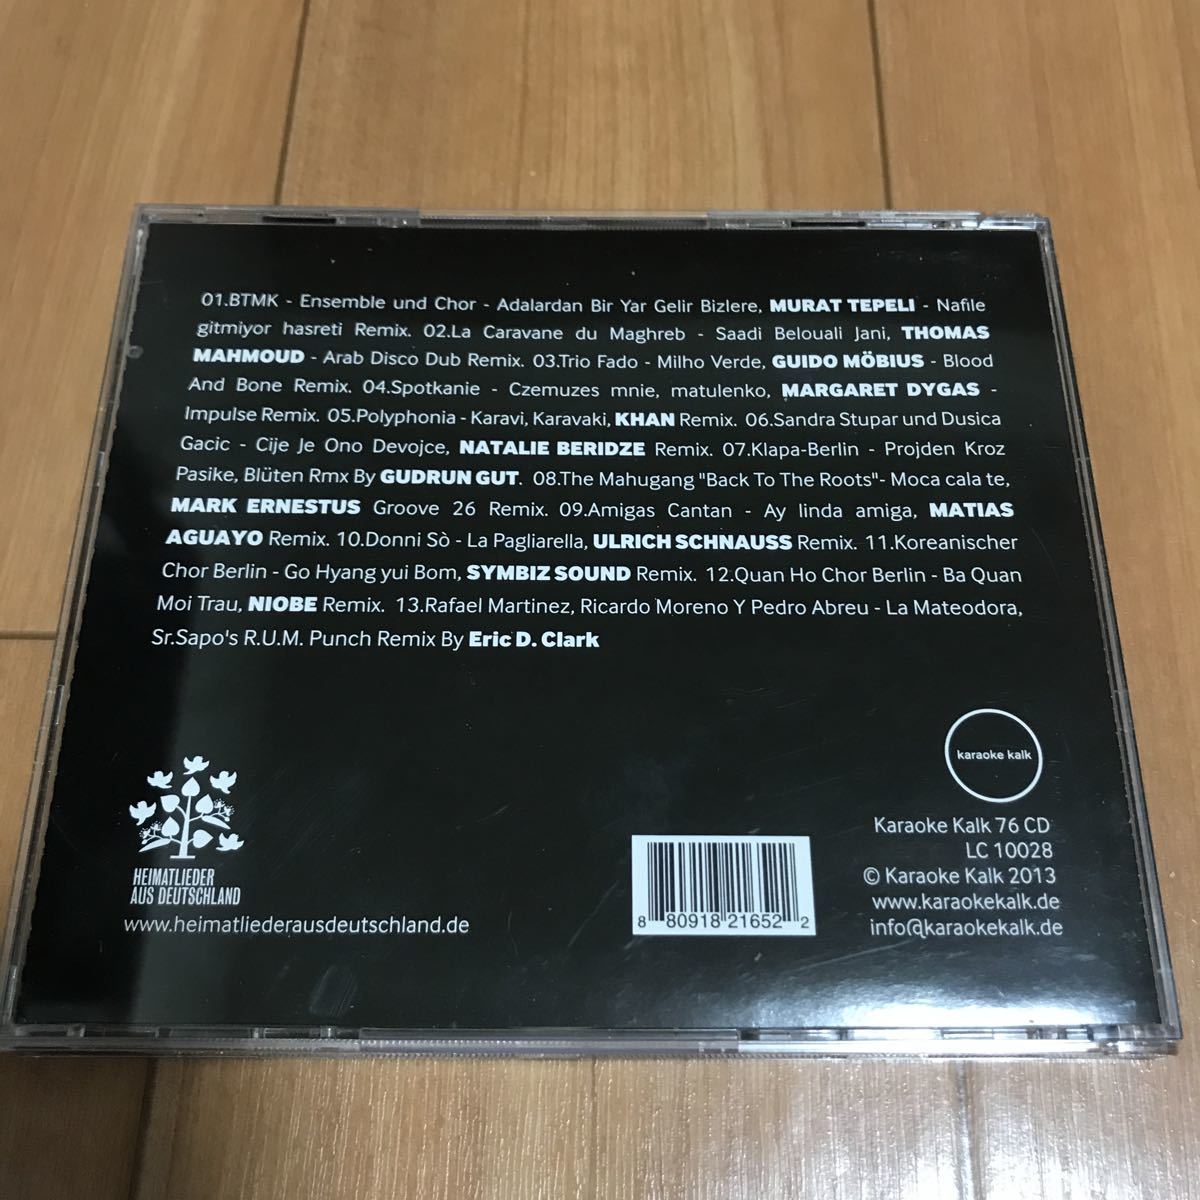 01.BTMK - Ensemble und Chor - Adalardan Bir Yar Gelir Bizlere, MURAT TEPELI - Nafile
gitmiyor hasreti Remix. 02.La Caravane du Maghreb - Saadi Belouali Jani, THOMAS
MAHMOUD - Arab Disco Dub Remix. 03.Trio Fado - Milho Verde, GUIDO MÖBIUS - Blood
And Bone Remix. 04.Spotkanie - Czemuzes mnie, matulenko, MARGARET DYGAS -
Impulse Remix. 05.Polyphonia - Karavi, Karavaki, KHAN Remix. 06.Sandra Stupar und Dusica
Gacic - Cije Je Ono Devojce, NATALIE BERIDZE Remix. 07.Klapa-Berlin - Projden Kroz
Pasike, Blüten Rmx By GUDRUN GUT. 08.The Mahugang "Back To The Roots"- Moca cala te,
MARK ERNESTUS Groove 26 Remix. 09.Amigas Cantan - Ay linda amiga, MATIAS
AGUAYO Remix. 10.Donni Sò - La Pagliarella, ULRICH SCHNAUSS Remix. 11.Koreanischer
Chor Berlin - Go Hyang yui Bom, SYMBIZ SOUND Remix. 12.Quan Ho Chor Berlin - Ba Quan
Moi Trau, NIOBE Remix. 13.Rafael Martinez, Ricardo Moreno Y Pedro Abreu - La Mateodora,
Sr.Sapo's R.U.M. Punch Remix By Eric D. Clark
karaoke kalk
Karaoke Kalk 76 CD
LC 10028
© Karaoke Kalk 2013
www.karaokekalk.de
info@karaokekalk.de
HEIMATLIEDER
AUS DEUTSCHLAND
www.heimatliederausdeutschland.de
8 80918 21652 2